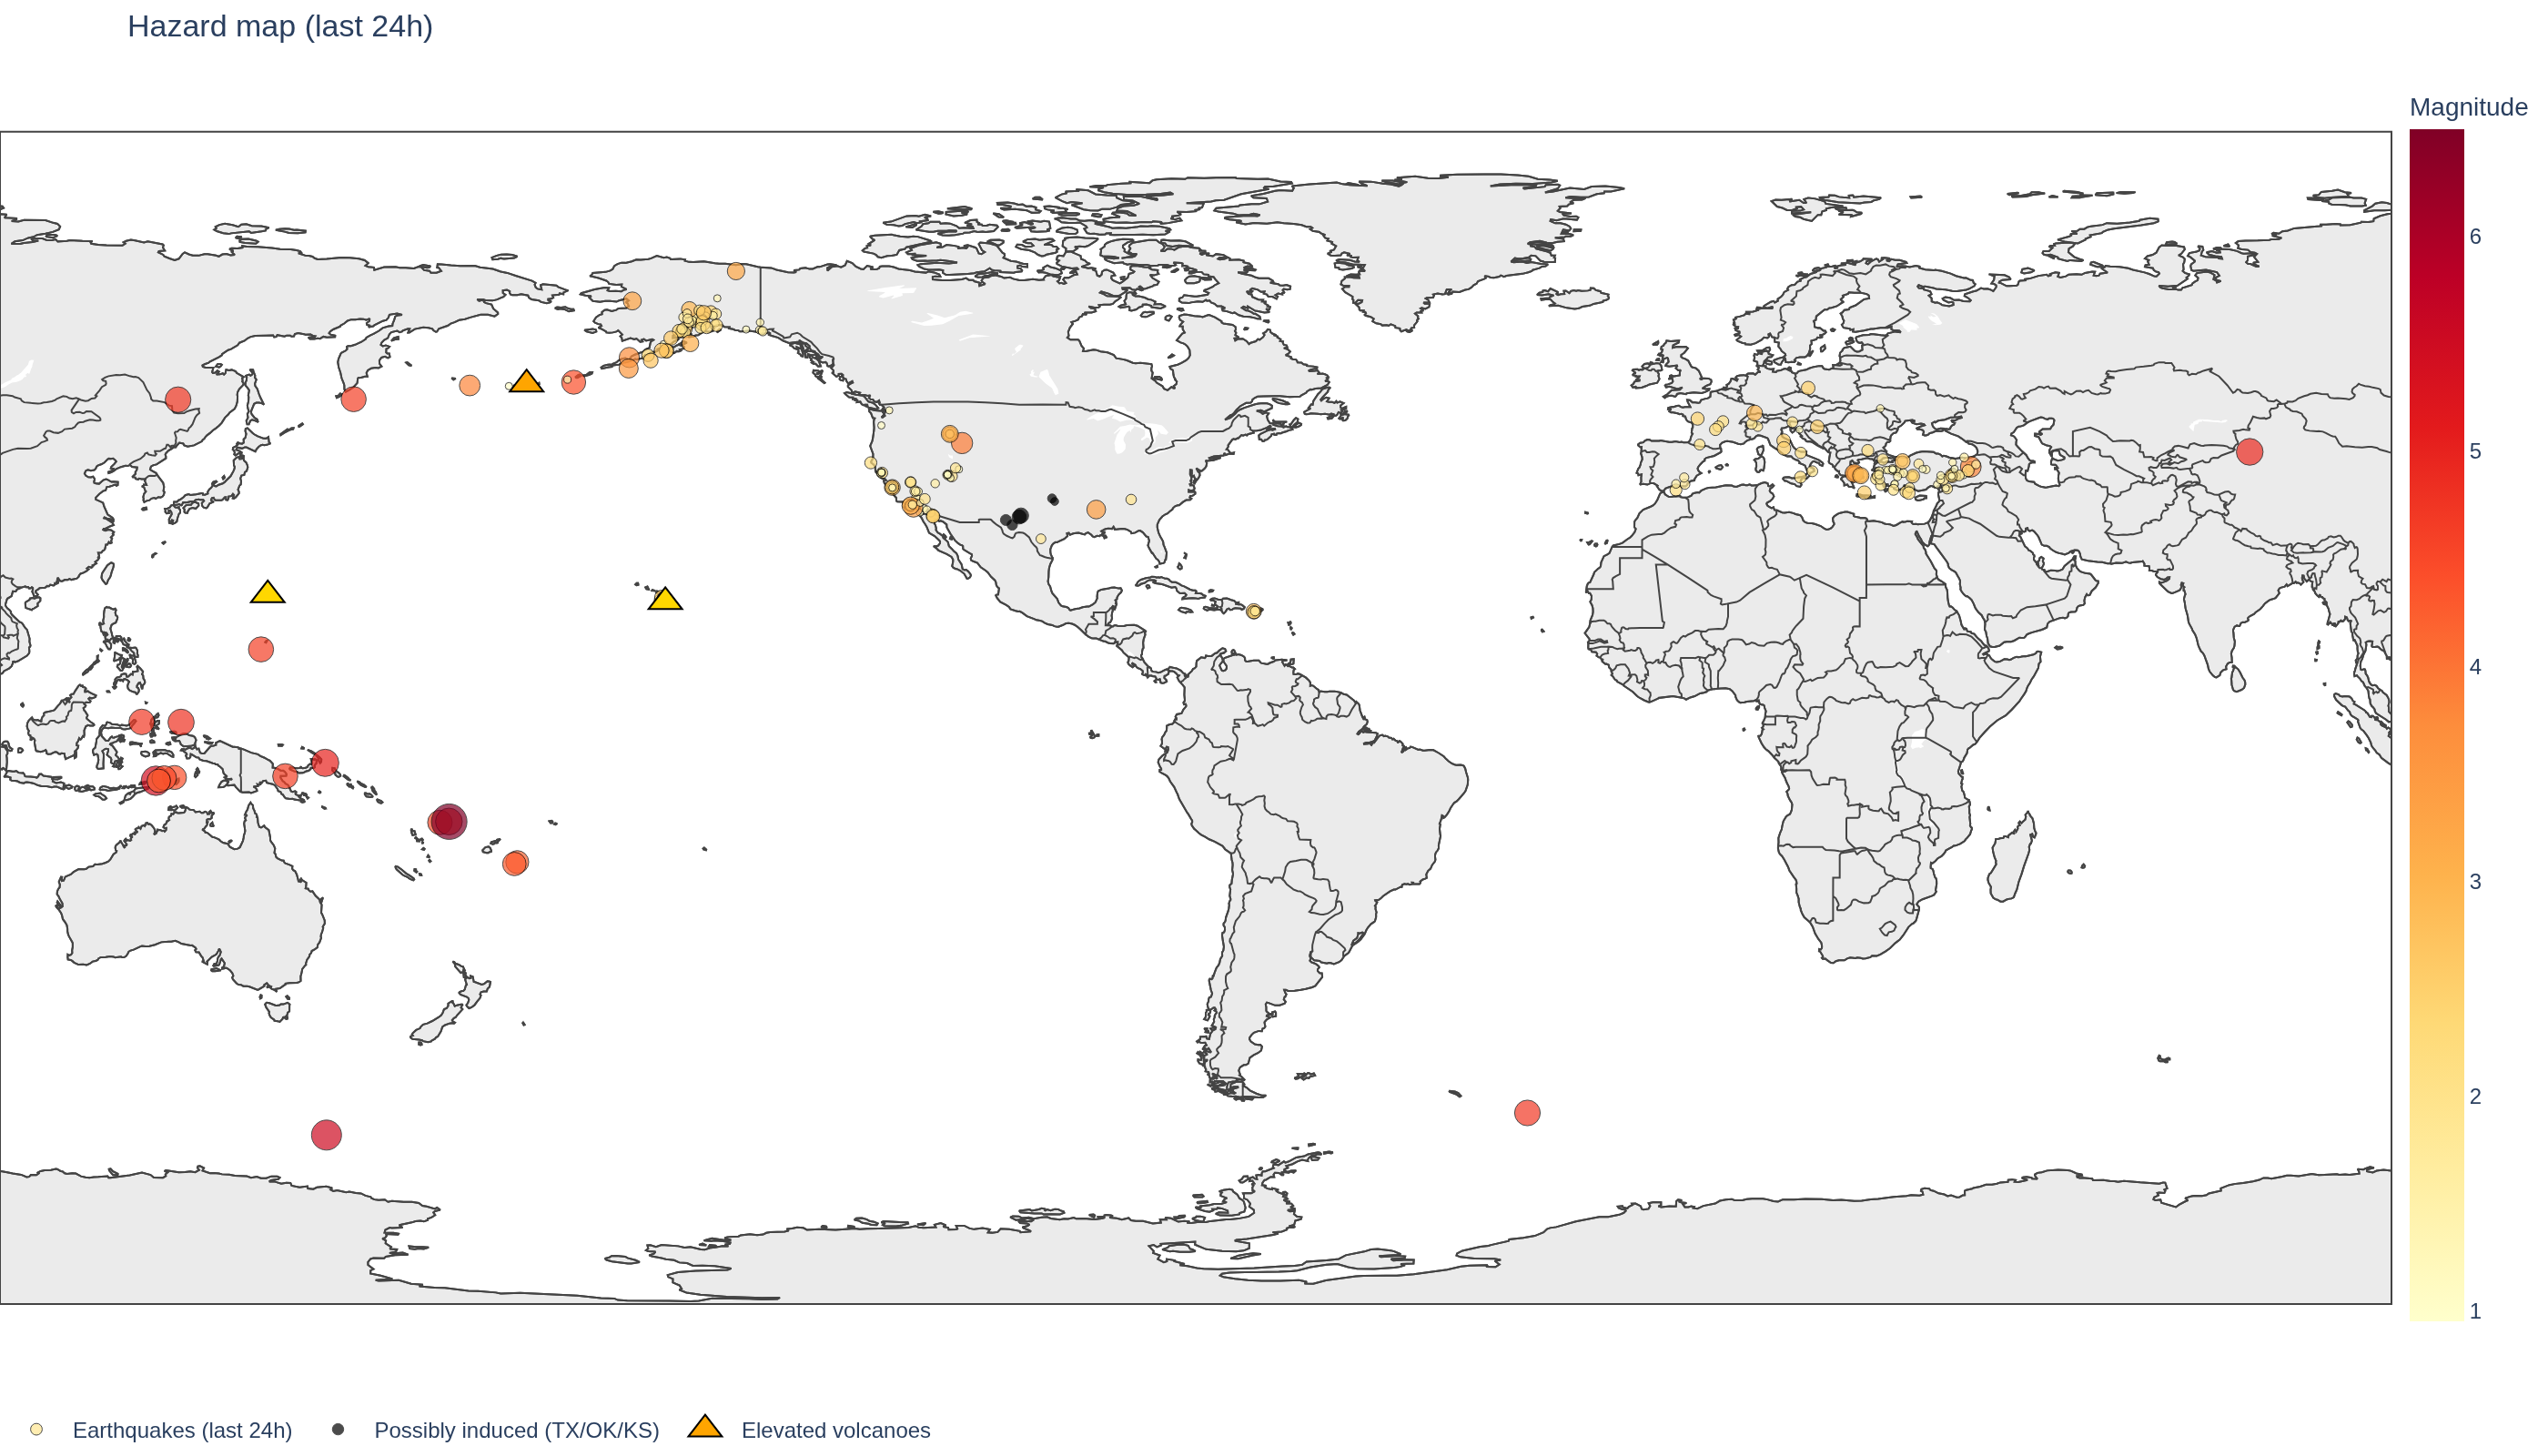 Hazard map (last 24h)
Magnitude
6
5
4
3
2
1
Earthquakes (last 24h)
Possibly induced (TX/OK/KS)
Elevated volcanoes